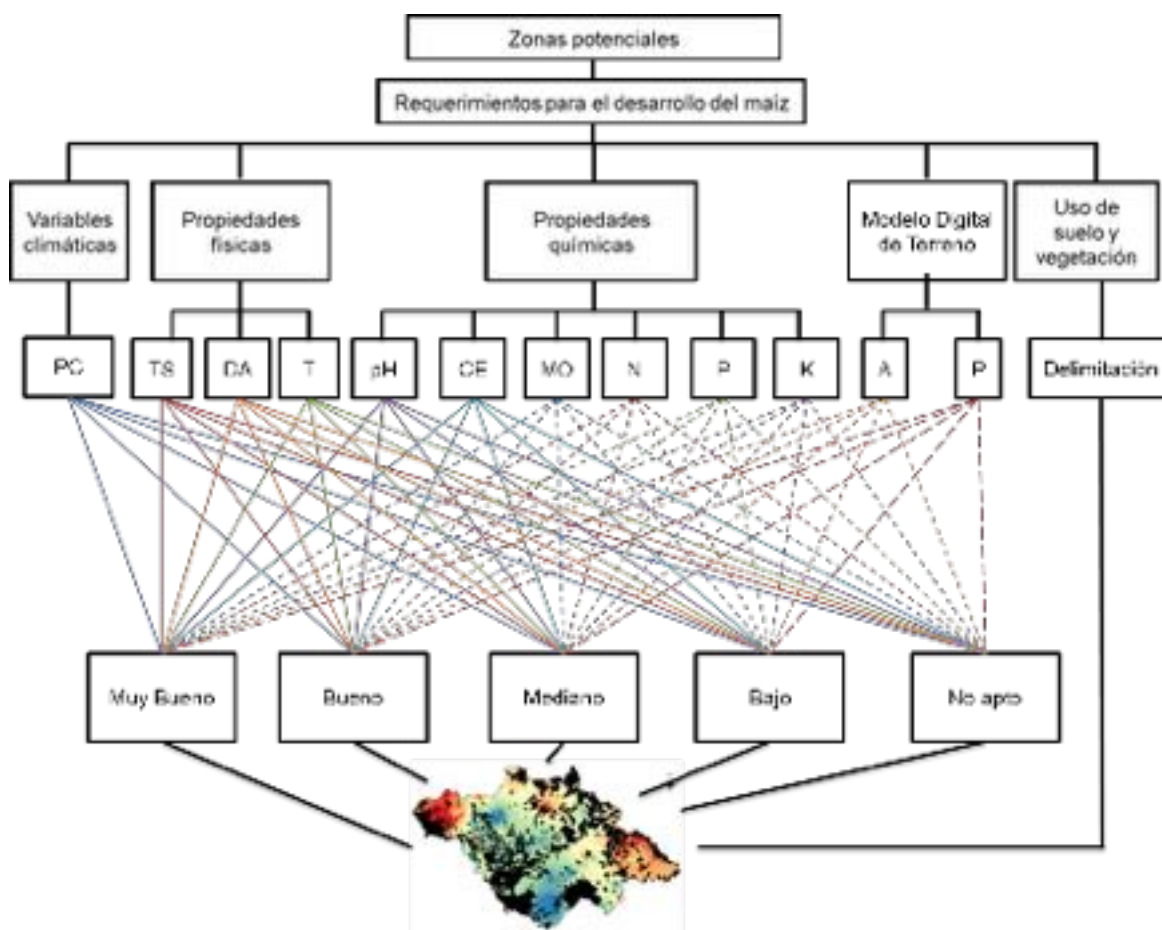 Zonas potenciales
Requerimientos para el desarrollo del maíz
Variables
climáticas
Propiedades
físicas
Propiedades
químicas
Modelo Digital
de Terreno
Uso de
suelo y
vegetación
PC
TS
DA
T
pH
CE
MO
N
P
K
A
P
Delimitación
Muy Bueno
Bueno
Mediano
Bajo
No apto